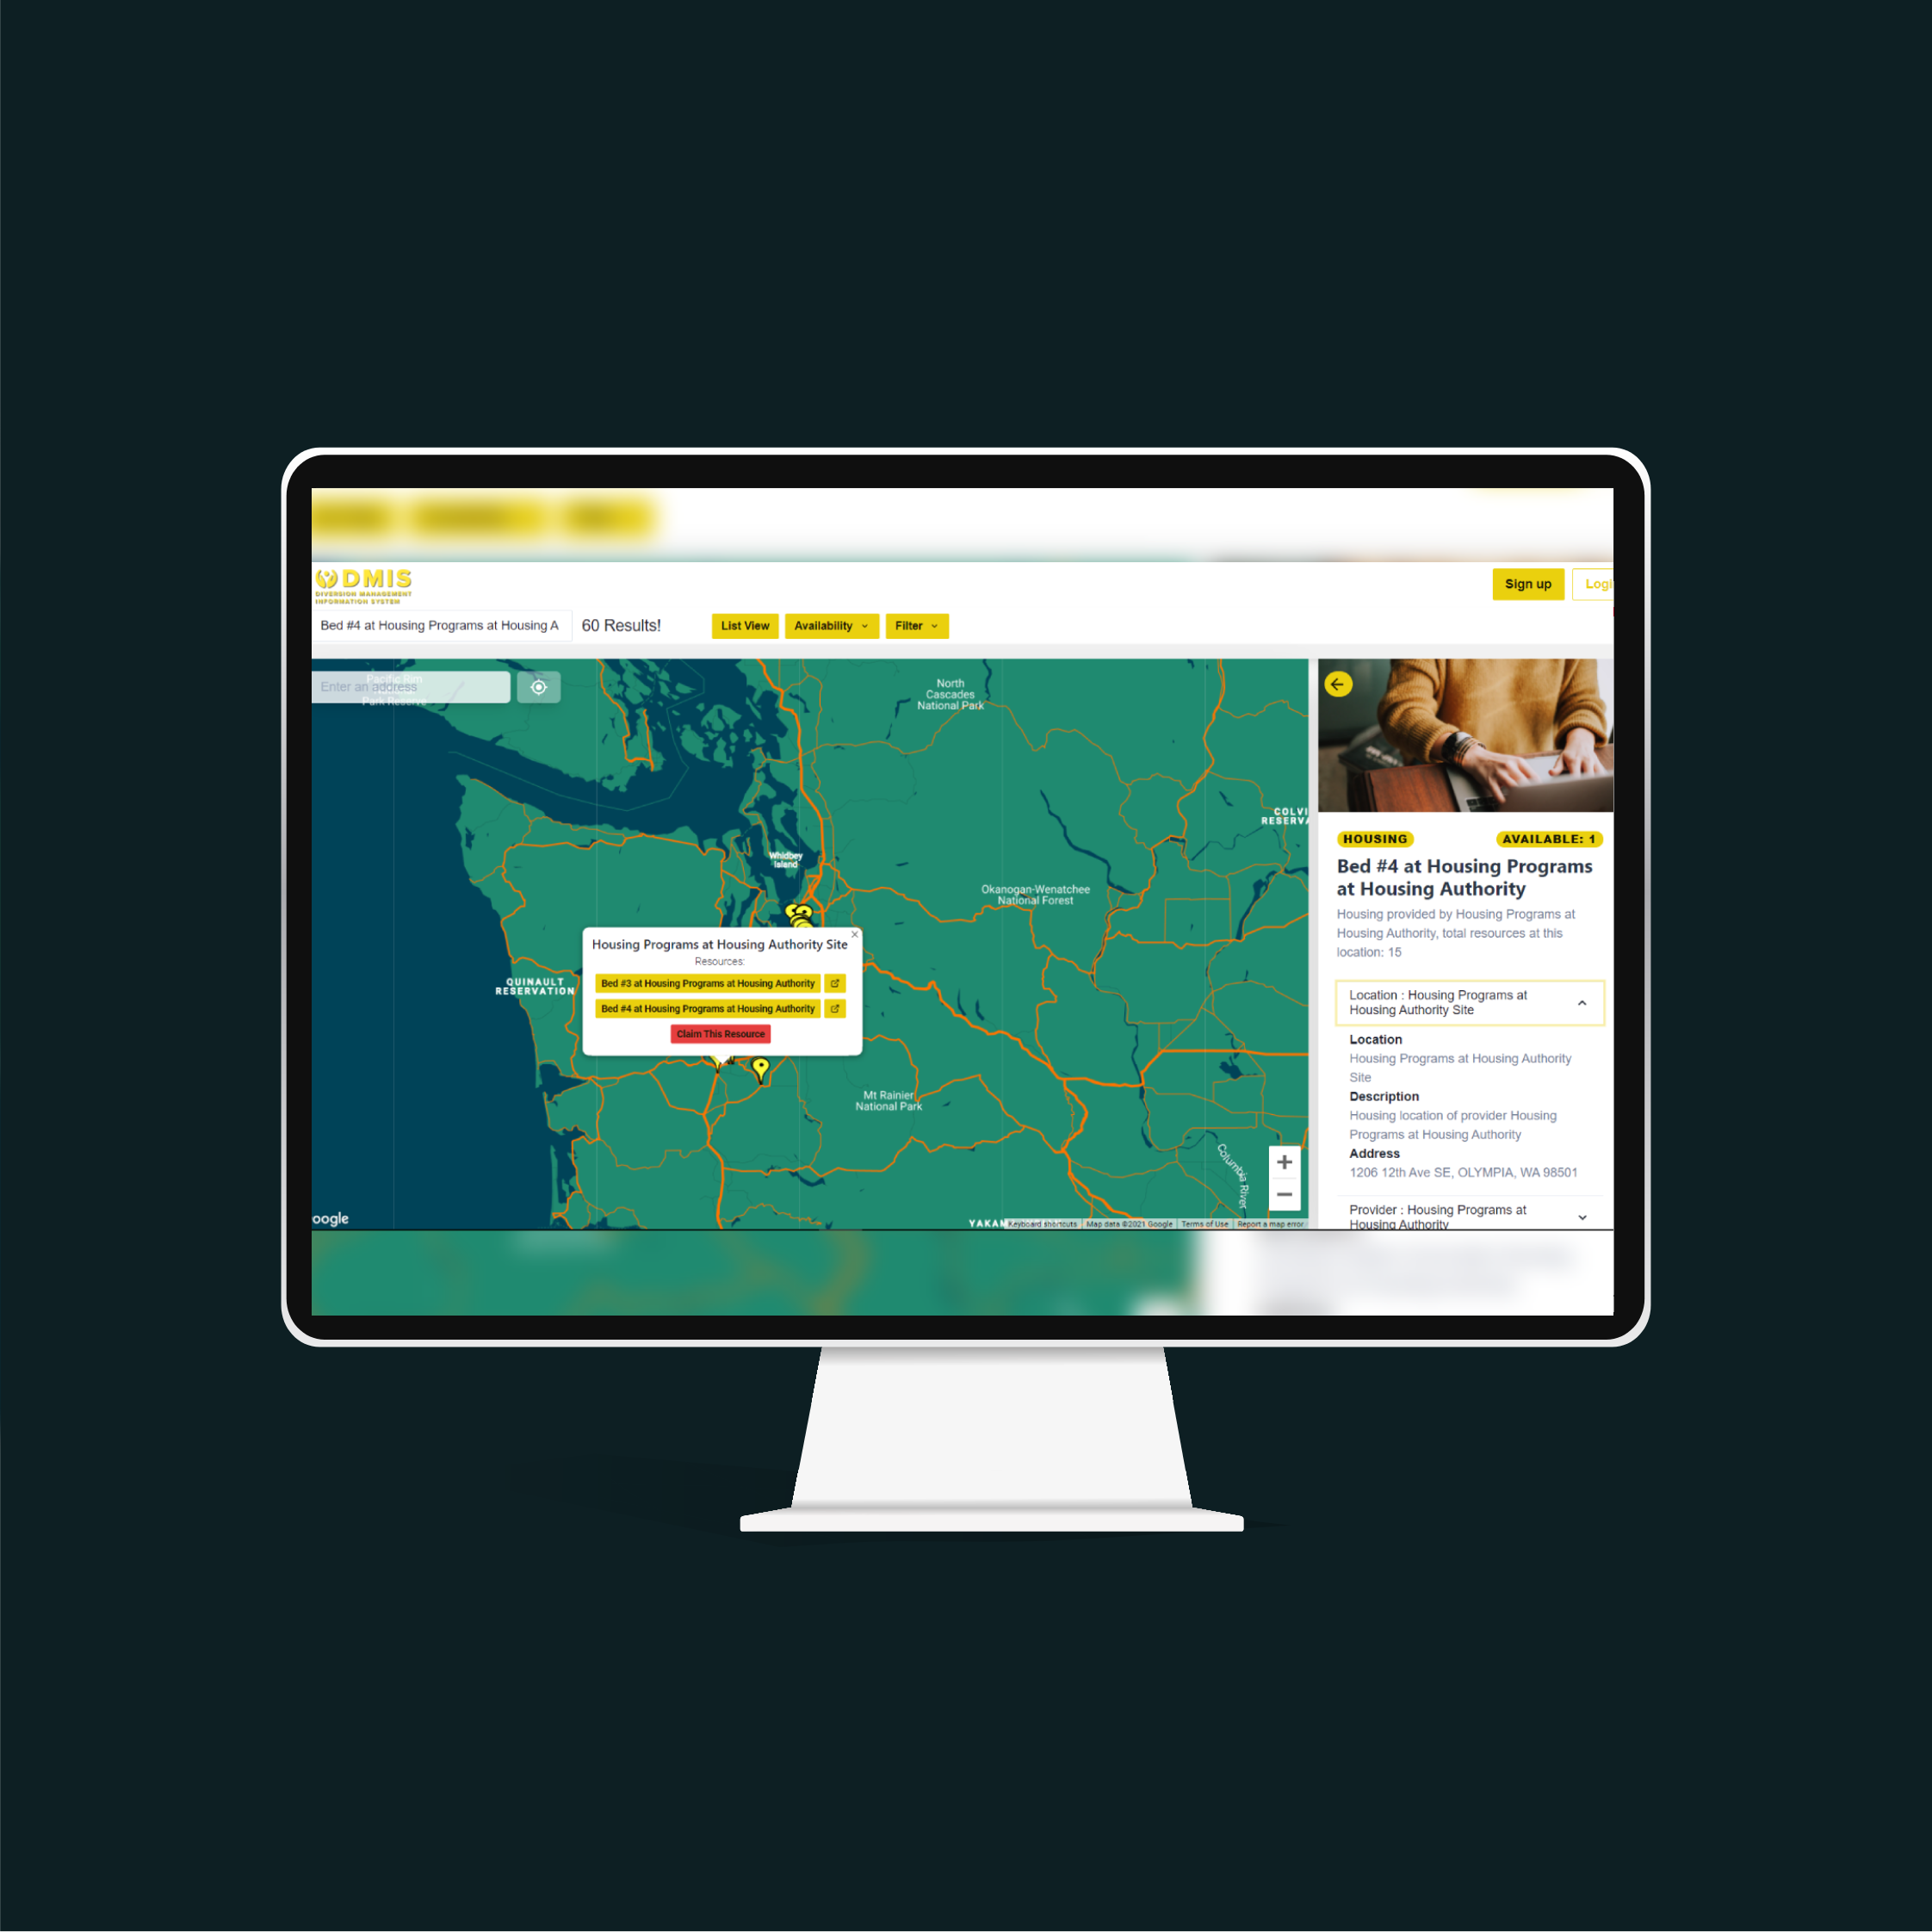 DMIS
DIVERSION MANAGEMENT
INFORMATION SYSTEM
Sign up
Logi
Bed #4 at Housing Programs at Housing A
60 Results!
List View
Availability
Filter
Enter an address
Pacific Rim
Park Reserve
North
Cascades
National Park
COLVI
RESERVA
Whidbey
Island
Okanogan-Wenatchee
National Forest
QUINAULT
RESERVATION
Housing Programs at Housing Authority Site
Resources:
Bed #3 at Housing Programs at Housing Authority
Bed #4 at Housing Programs at Housing Authority
Claim This Resource
Mt Rainier
National Park
Columbia River
oogle
YAKAM
Keyboard shortcuts
Map data ©2021 Google
Terms of Use
Report a map error
HOUSING
AVAILABLE: 1
Bed #4 at Housing Programs
at Housing Authority
Housing provided by Housing Programs at
Housing Authority, total resources at this
location: 15
Location : Housing Programs at
Housing Authority Site
Location
Housing Programs at Housing Authority
Site
Description
Housing location of provider Housing
Programs at Housing Authority
Address
1206 12th Ave SE, OLYMPIA, WA 98501
Provider : Housing Programs at
Housing Authority